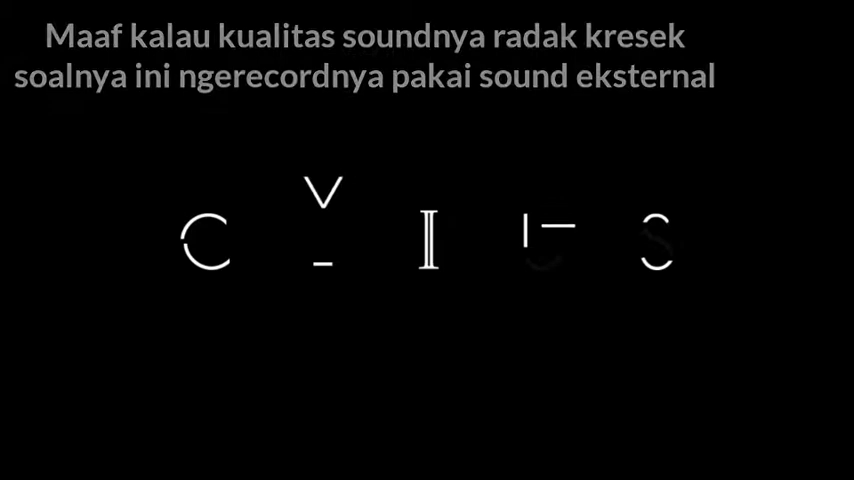 Maaf kalau kualitas soundnya radak kresek
soalnya ini ngerecordnya pakai sound eksternal